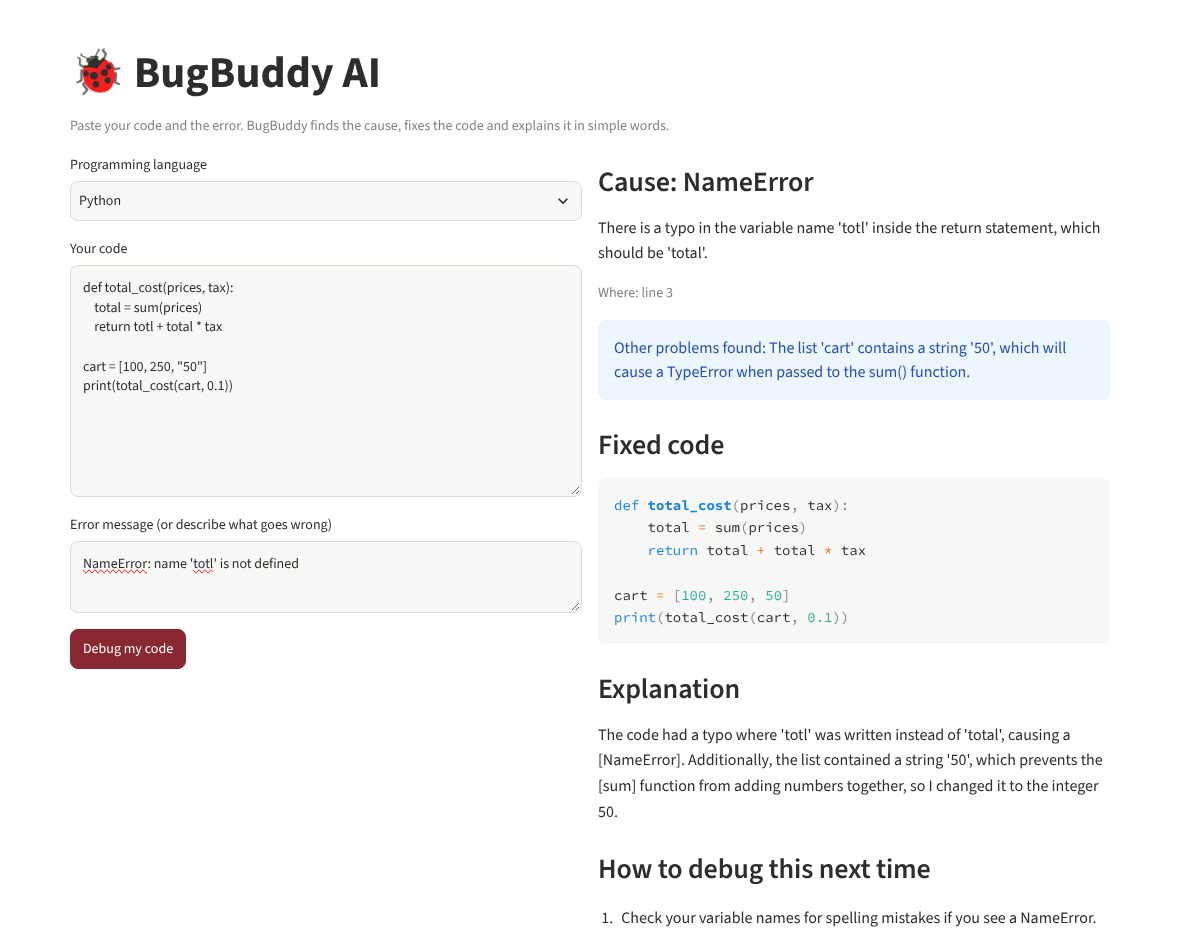 BugBuddy AI
Paste your code and the error. BugBuddy finds the cause, fixes the code and explains it in simple words.
Programming language
Python
Your code
def total_cost(prices, tax):
    total = sum(prices)
    return totl + total * tax

cart = [100, 250, "50"]
print(total_cost(cart, 0.1))
Error message (or describe what goes wrong)
NameError: name 'totl' is not defined
Debug my code
Cause: NameError
There is a typo in the variable name 'totl' inside the return statement, which
should be 'total'.
Where: line 3
Other problems found: The list 'cart' contains a string '50', which will
cause a TypeError when passed to the sum() function.
Fixed code
def total_cost(prices, tax):
    total = sum(prices)
    return total + total * tax

cart = [100, 250, 50]
print(total_cost(cart, 0.1))
Explanation
The code had a typo where 'totl' was written instead of 'total', causing a
[NameError]. Additionally, the list contained a string '50', which prevents the
[sum] function from adding numbers together, so I changed it to the integer
50.
How to debug this next time
1. Check your variable names for spelling mistakes if you see a NameError.